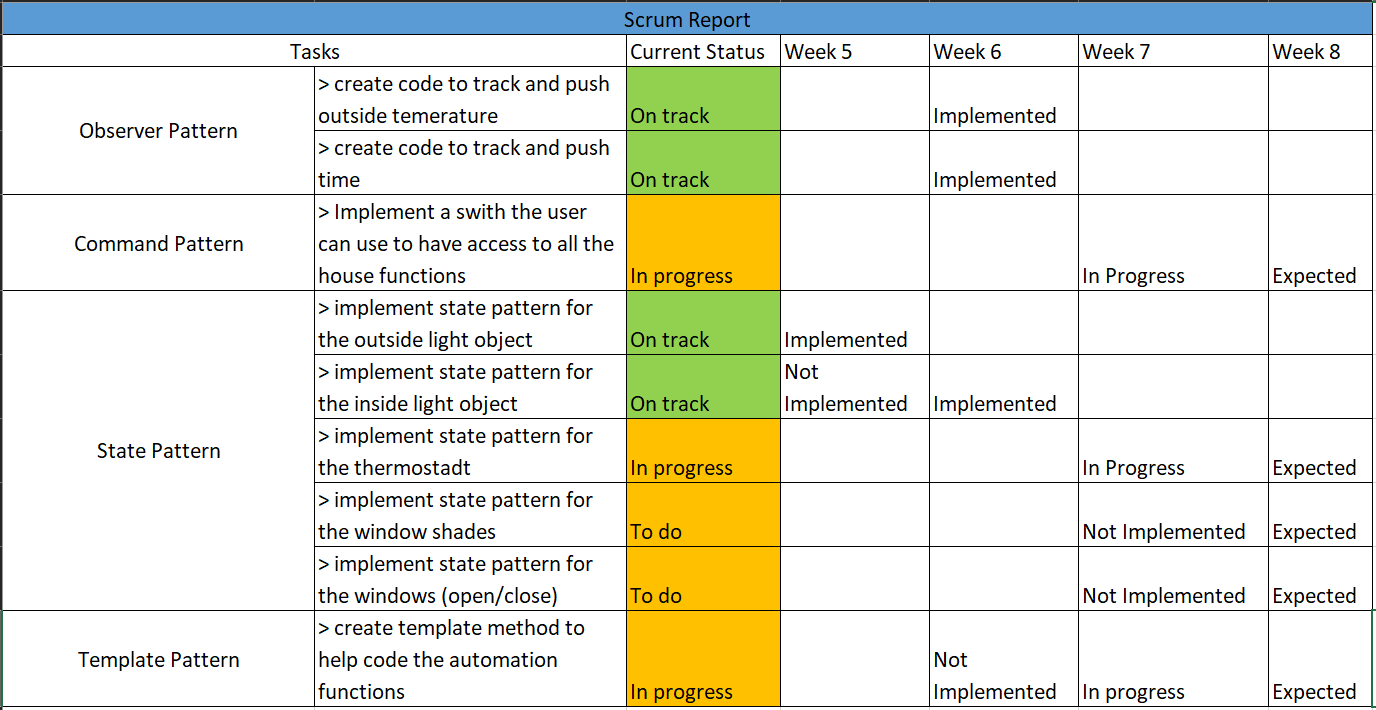 Scrum Report
Tasks Current Status Week 5 Week 6 Week 7 Week 8
Observer Pattern
> create code to track and push
outside temerature
On track Implemented
> create code to track and push
time
On track Implemented
Command Pattern
> Implement a swith the user
can use to have access to all the
house functions
In progress In Progress Expected
State Pattern
> implement state pattern for
the outside light object
On track Implemented
> implement state pattern for
the inside light object
On track Not
Implemented Implemented
> implement state pattern for
the thermostadt
In progress In Progress Expected
> implement state pattern for
the window shades
To do Not Implemented Expected
> implement state pattern for
the windows (open/close)
To do Not Implemented Expected
Template Pattern
> create template method to
help code the automation
functions
In progress Not
Implemented In progress Expected